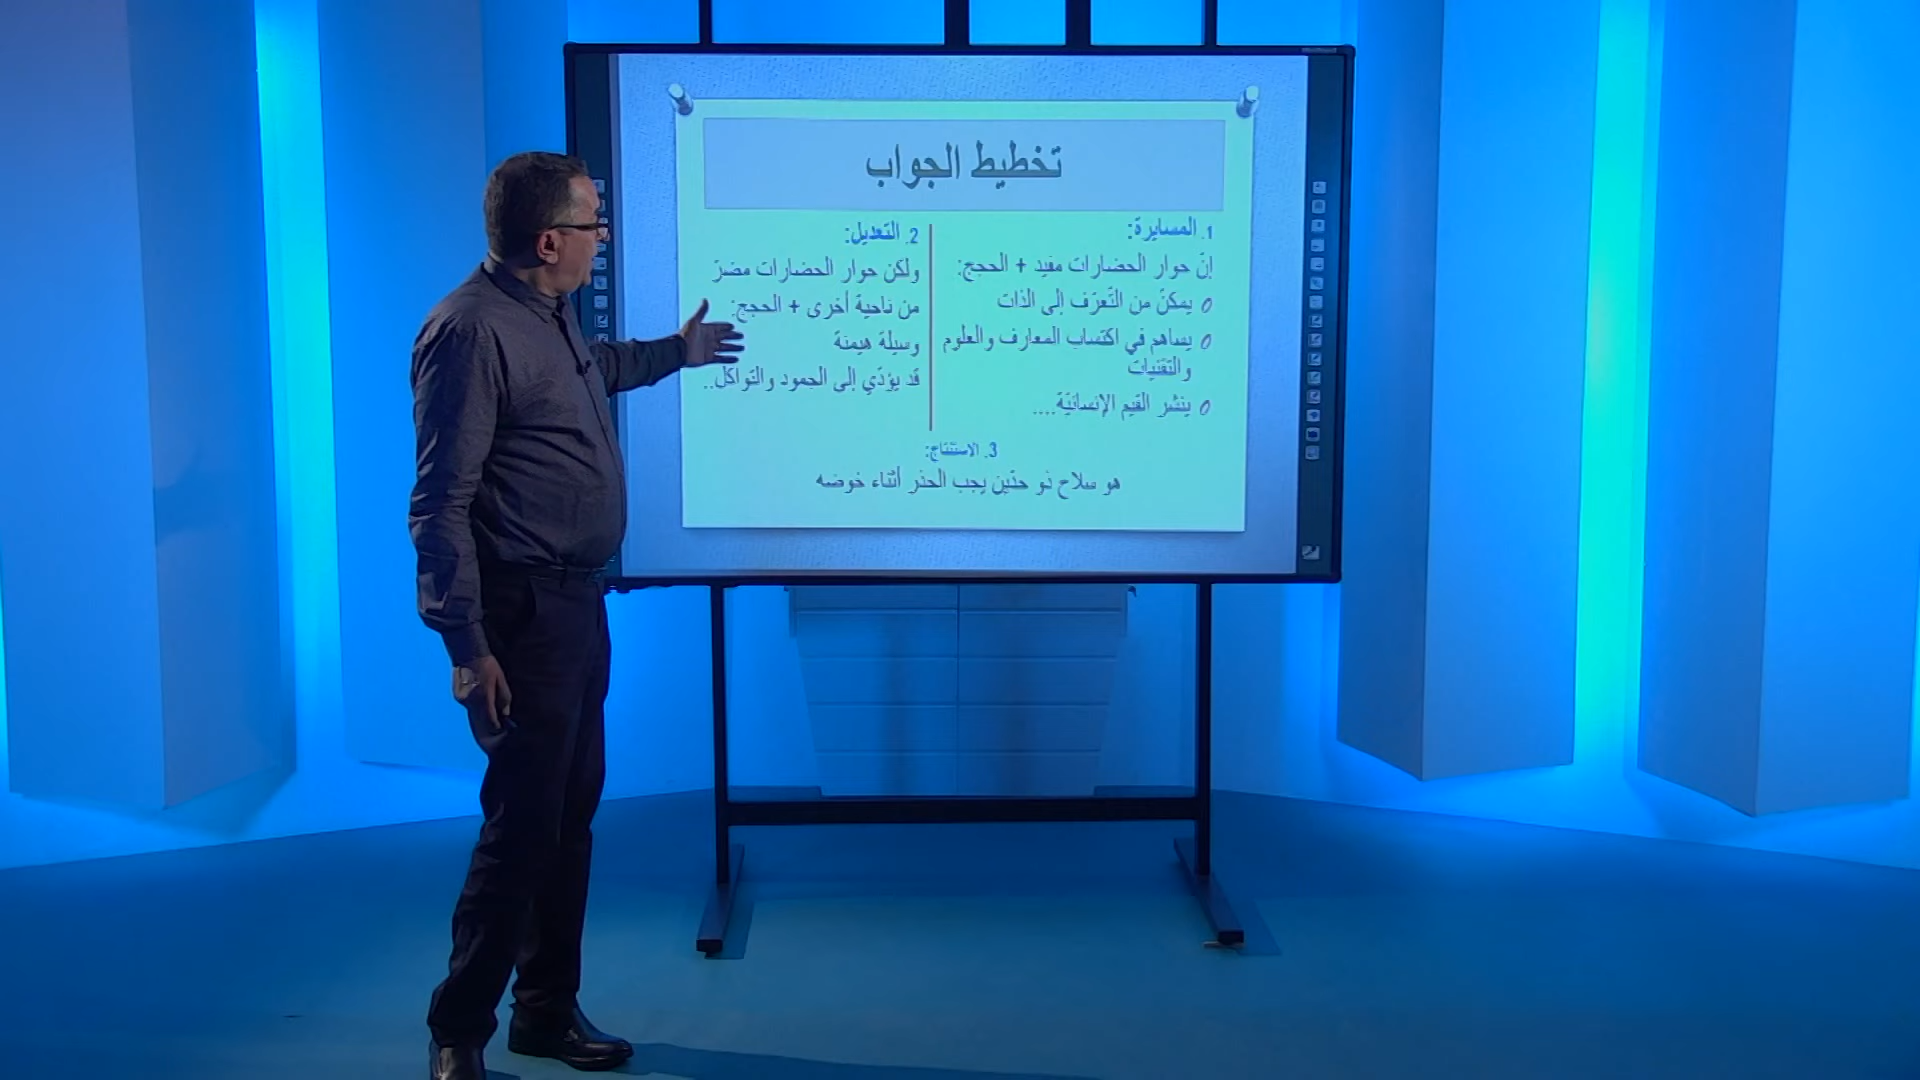 تخطيط الجواب
1. المسايرة:
إنّ حوار الحضارات مفيد + الحجج:
يمكنّ من التّعرّف إلى الذات
يساهم في اكتساب المعارف والعلوم
والتقنيات
ينشر القيم الإنسانيّة....
2. التعديل:
ولكن حوار الحضارات مضرّ
من ناحية أخرى + الحجج:
وسيلة هيمنة
قد يؤدّي إلى الجمود والتواكل..
3. الاستنتاج:
هو سلاح ذو حدّين يجب الحذر أثناء خوضه